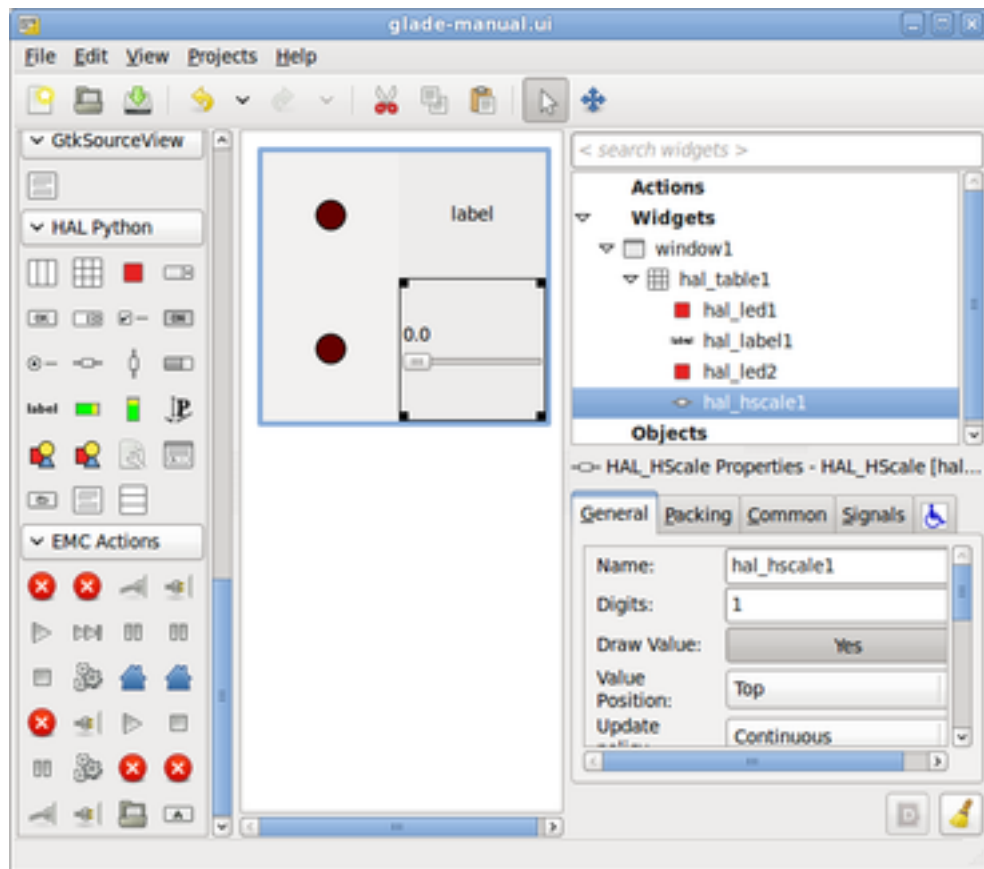 glade-manual.ui
File Edit View Projects Help
GtkSourceView
HAL Python
label
EMC Actions
label
0.0
< search widgets >
Actions
Widgets
window1
hal_table1
hal_led1
label hal_label1
hal_led2
hal_hscale1
Objects
HAL_HScale Properties - HAL_HScale [hal...
General Packing Common Signals
Name: hal_hscale1
Digits: 1
Draw Value: Yes
Value
Position: Top
Update
Continuous